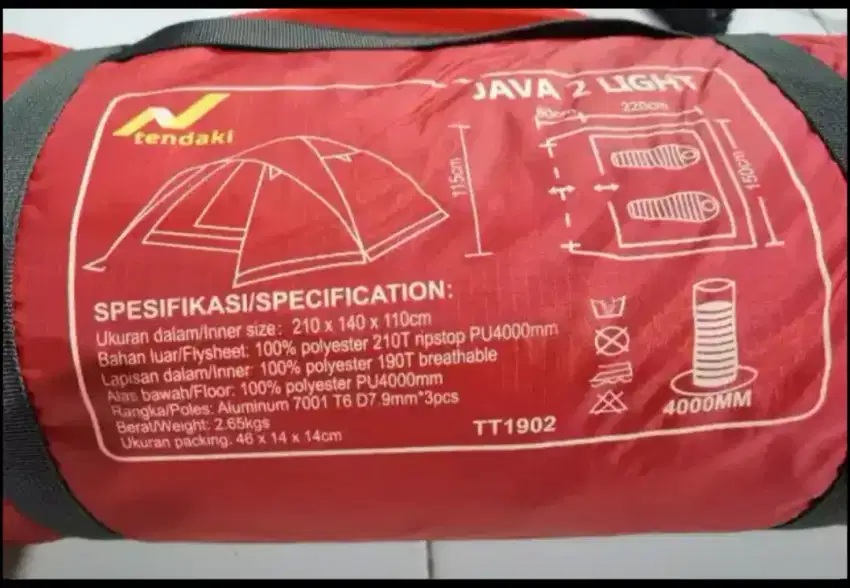 JAVA 2 LIGHT
tendaki
80cm
220cm
115cm
150cm
SPESIFIKASI/SPECIFICATION:
Ukuran dalam/Inner size: 210 x 140 x 110cm
Bahan luar/Flysheet: 100% polyester 210T ripstop PU4000mm
Lapisan dalam/Inner: 100% polyester 190T breathable
Alas bawah/Floor: 100% polyester PU4000mm
Rangka/Poles: Aluminum 7001 T6 D7.9mm*3pcs
Berat/Weight: 2.65kgs
Ukuran packing: 46 x 14 x 14cm
TT1902
4000MM